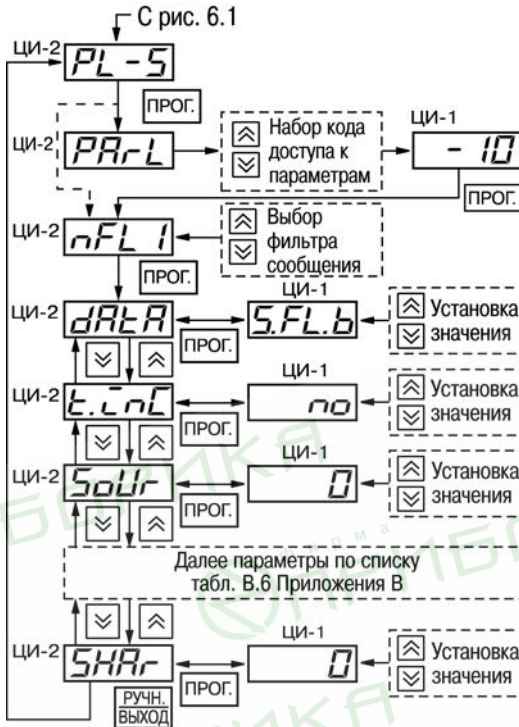 С рис. 6.1
ЦИ-2
PL-S
ПРОГ.
ЦИ-2
PArL
Набор кода
доступа к
параметрам
ЦИ-1
- 10
ПРОГ.
ЦИ-2
nFL1
Выбор
фильтра
сообщения
ПРОГ.
ЦИ-2
dAtA
ПРОГ.
ЦИ-1
S.FL.b
Установка
значения
ЦИ-2
t.inC
ПРОГ.
ЦИ-1
no
Установка
значения
ЦИ-2
SoUr
ПРОГ.
ЦИ-1
0
Установка
значения
Далее параметры по списку
табл. В.6 Приложения В
ЦИ-2
SHAr
ПРОГ.
ЦИ-1
0
Установка
значения
РУЧН.
ВЫХОД